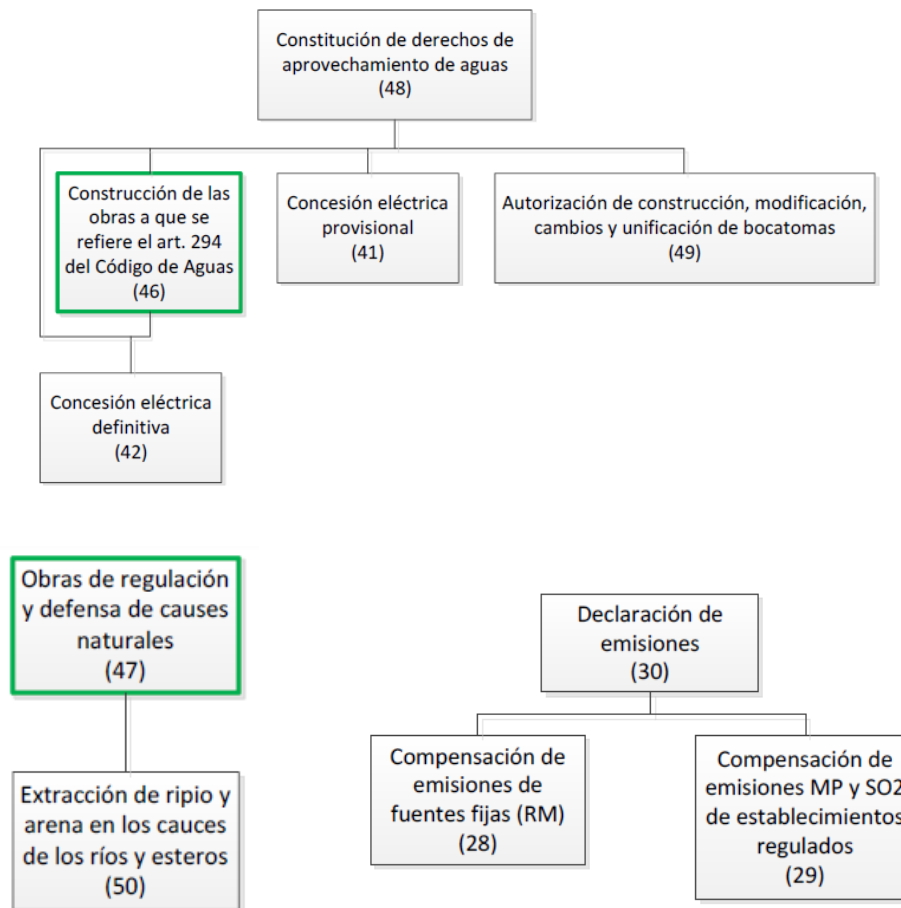 Constitución de derechos de
aprovechamiento de aguas
(48)
Construcción de las
obras a que se
refiere el art. 294
del Código de Aguas
(46)
Concesión eléctrica
provisional
(41)
Autorización de construcción, modificación,
cambios y unificación de bocatomas
(49)
Concesión eléctrica
definitiva
(42)
Obras de regulación
y defensa de causes
naturales
(47)
Extracción de ripio y
arena en los cauces
de los ríos y esteros
(50)
Declaración de
emisiones
(30)
Compensación de
emisiones de
fuentes fijas (RM)
(28)
Compensación de
emisiones MP y SO2
de establecimientos
regulados
(29)